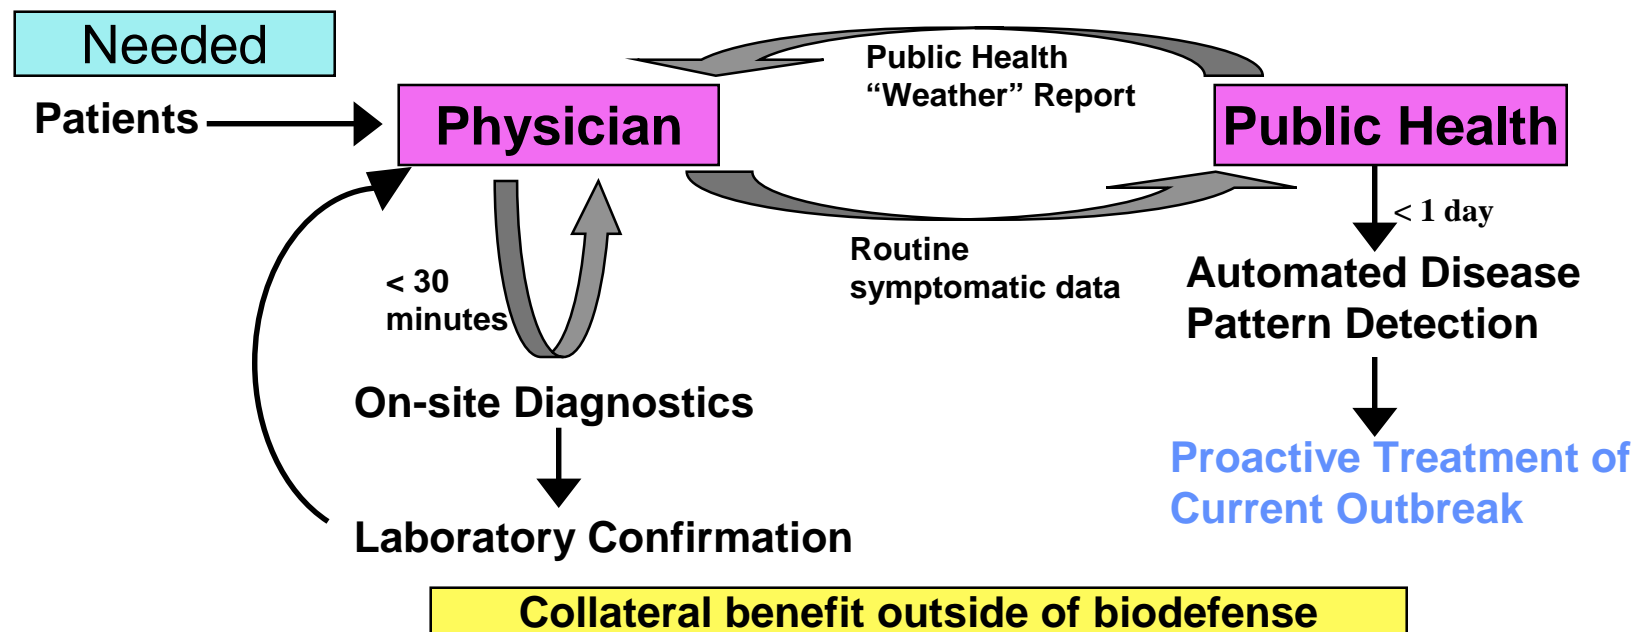 Needed
Patients
Physician
Public Health
“Weather” Report
Public Health
< 1 day
Routine
symptomatic data
Automated Disease
Pattern Detection
< 30
minutes
On-site Diagnostics
Proactive Treatment of
Current Outbreak
Laboratory Confirmation
Collateral benefit outside of biodefense